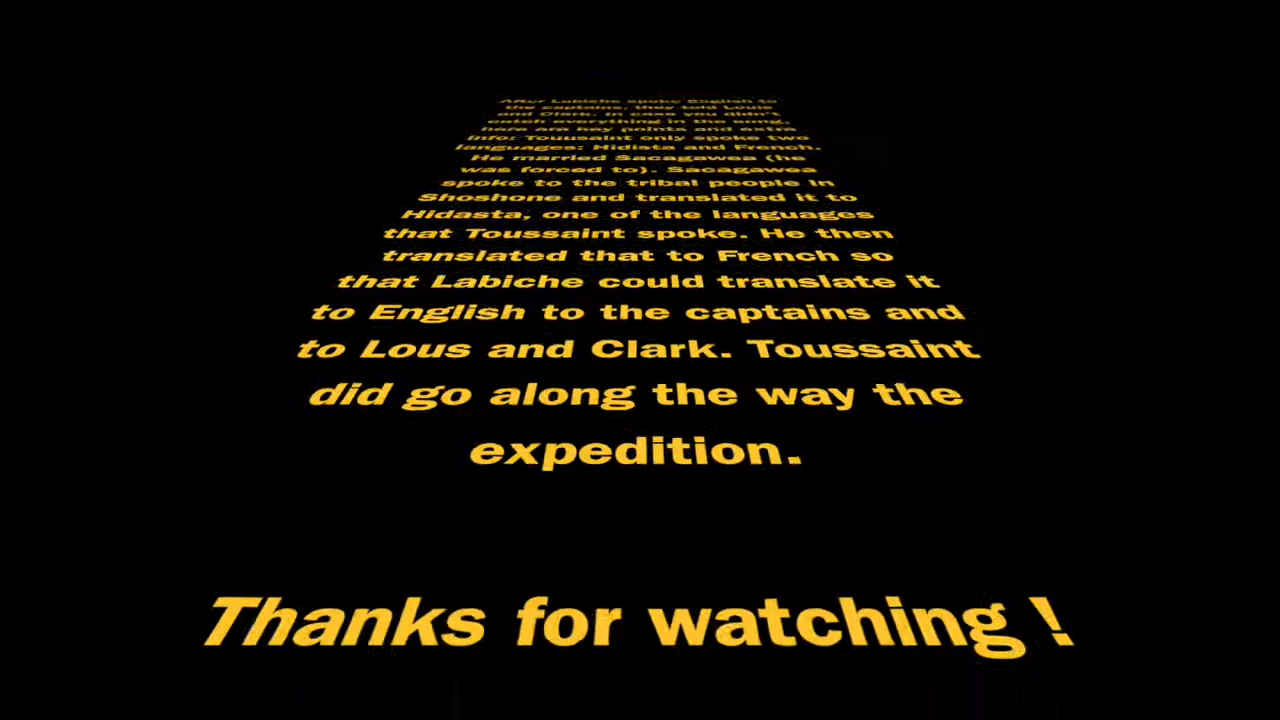 After Labiche spoke English to
the captains, they told Louis
and Clark. In case you didn't
catch everything in the song,
here are key points and extra
info: Touusaint only spoke two
languages: Hidista and French.
He married Sacagawea (he
was forced to). Sacagawea
spoke to the tribal people in
Shoshone and translated it to
Hidasta, one of the languages
that Toussaint spoke. He then
translated that to French so
that Labiche could translate it
to English to the captains and
to Lous and Clark. Toussaint
did go along the way the
expedition.
Thanks for watching !